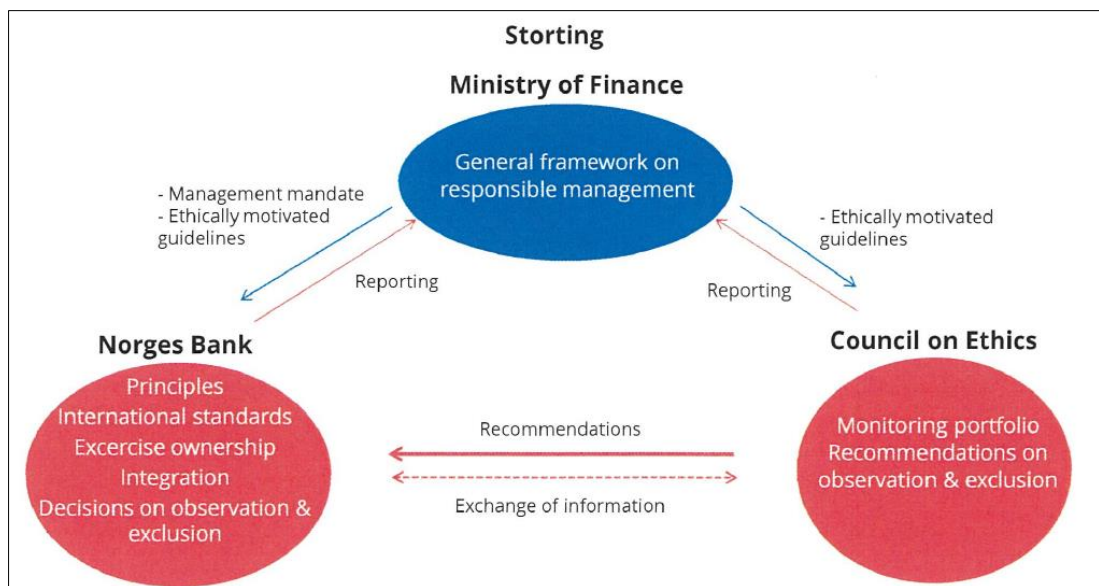 Storting
Ministry of Finance
General framework on
responsible management
- Management mandate
- Ethically motivated
guidelines
- Ethically motivated
guidelines
Reporting
Reporting
Norges Bank
Principles
International standards
Excercise ownership
Integration
Decisions on observation &
exclusion
Recommendations
Exchange of information
Council on Ethics
Monitoring portfolio
Recommendations on
observation & exclusion